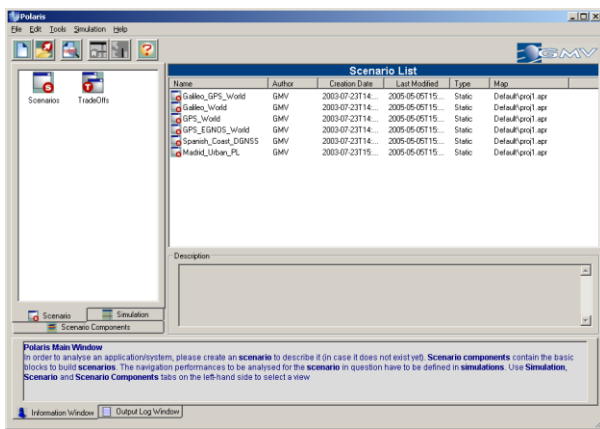 Polaris
File Edit Tools Simulation Help
GMV
Scenario List
Name Author Creation Date Last Modified Type Map
Galileo_GPS_World GMV 2003-07-23T14:... 2005-05-05T15:... Static Default\proj1.apr
Galileo_World GMV 2003-07-23T14:... 2005-05-05T15:... Static Default\proj1.apr
GPS_World GMV 2003-07-23T14:... 2005-05-05T15:... Static Default\proj1.apr
GPS_EGNOS_World GMV 2003-07-23T14:... 2005-05-05T15:... Static Default\proj1.apr
Spanish_Coast_DGNSS GMV 2003-07-23T14:... 2005-05-05T15:... Static Default\proj1.apr
Madrid_Urban_PL GMV 2003-07-23T15:... 2005-05-05T15:... Static Default\proj1.apr
Scenarios TradeOffs
Description
Scenario Simulation
Scenario Components
Polaris Main Window
In order to analyse an application/system, please create an scenario to describe it (in case it does not exist yet). Scenario components contain the basic
blocks to build scenarios. The navigation performances to be analysed for the scenario in question have to be defined in simulations. Use Simulation,
Scenario and Scenario Components tabs on the left-hand side to select a view
Information Window Output Log Window